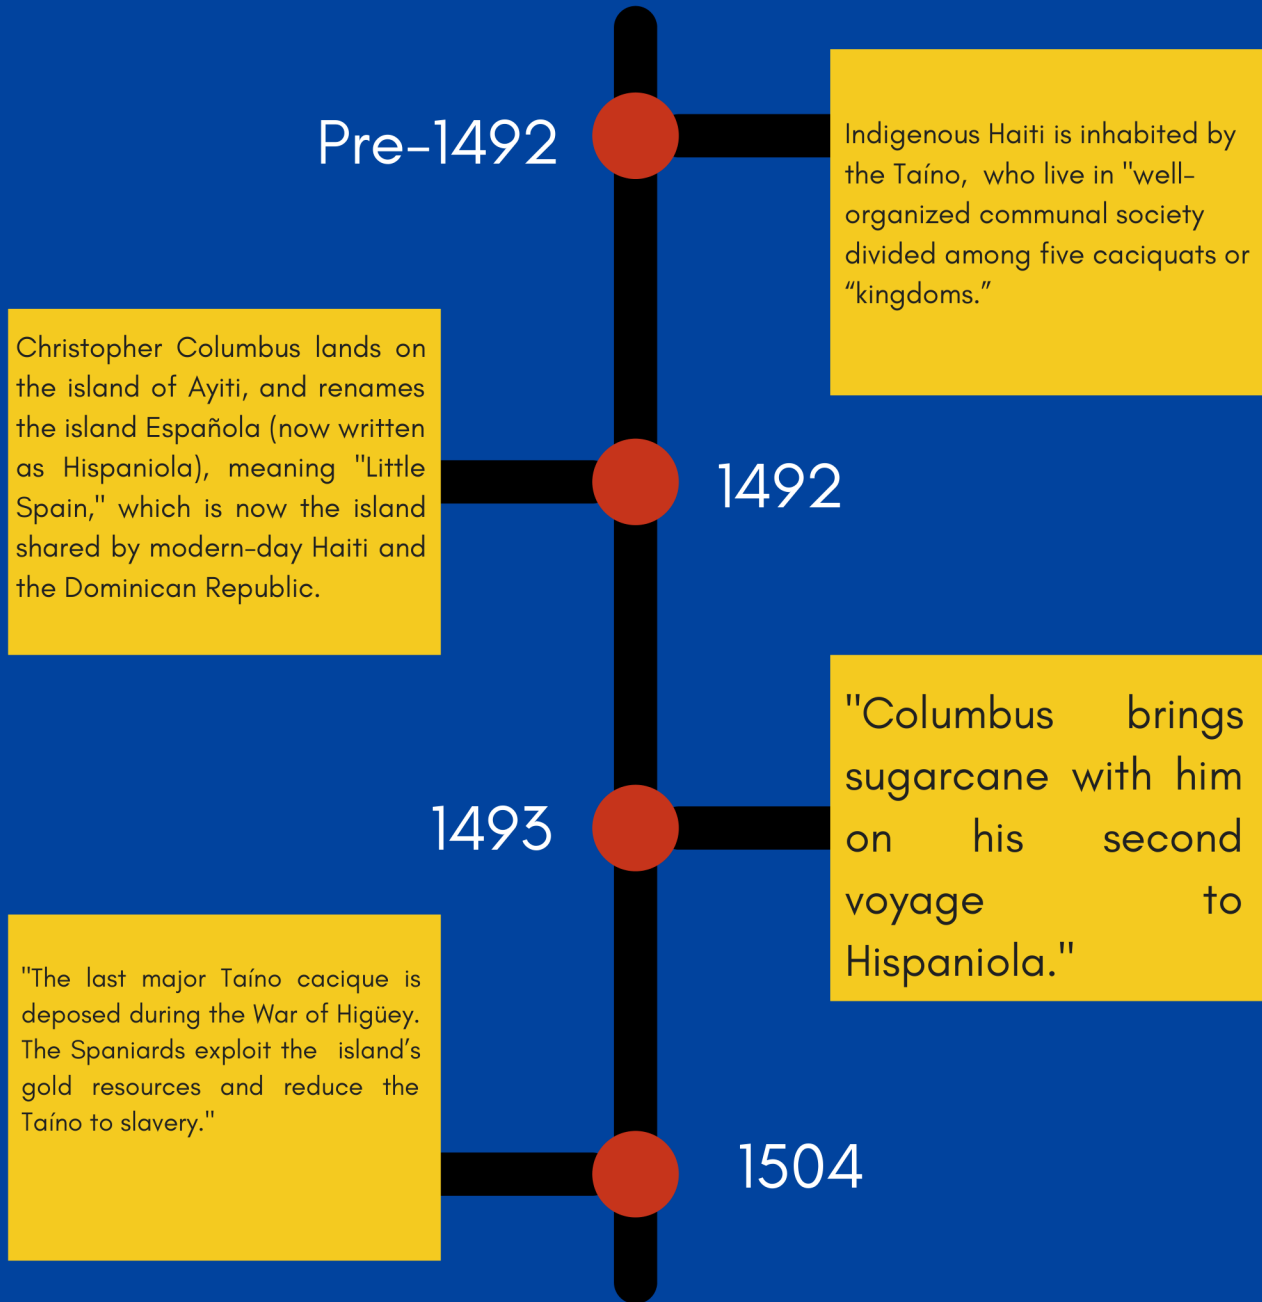 Pre-1492
Indigenous Haiti is inhabited by
the Taíno,  who live in "well-
organized communal society
divided among five caciquats or
“kingdoms.”
Christopher Columbus lands on
the island of Ayiti, and renames
the island Española (now written
as Hispaniola), meaning "Little
Spain," which is now the island
shared by modern-day Haiti and
the Dominican Republic.
1492
1493
"Columbus brings
sugarcane with him
on his second
voyage to
Hispaniola."
"The last major Taíno cacique is
deposed during the War of Higüey.
The Spaniards exploit the  island’s
gold resources and reduce the
Taíno to slavery."
1504